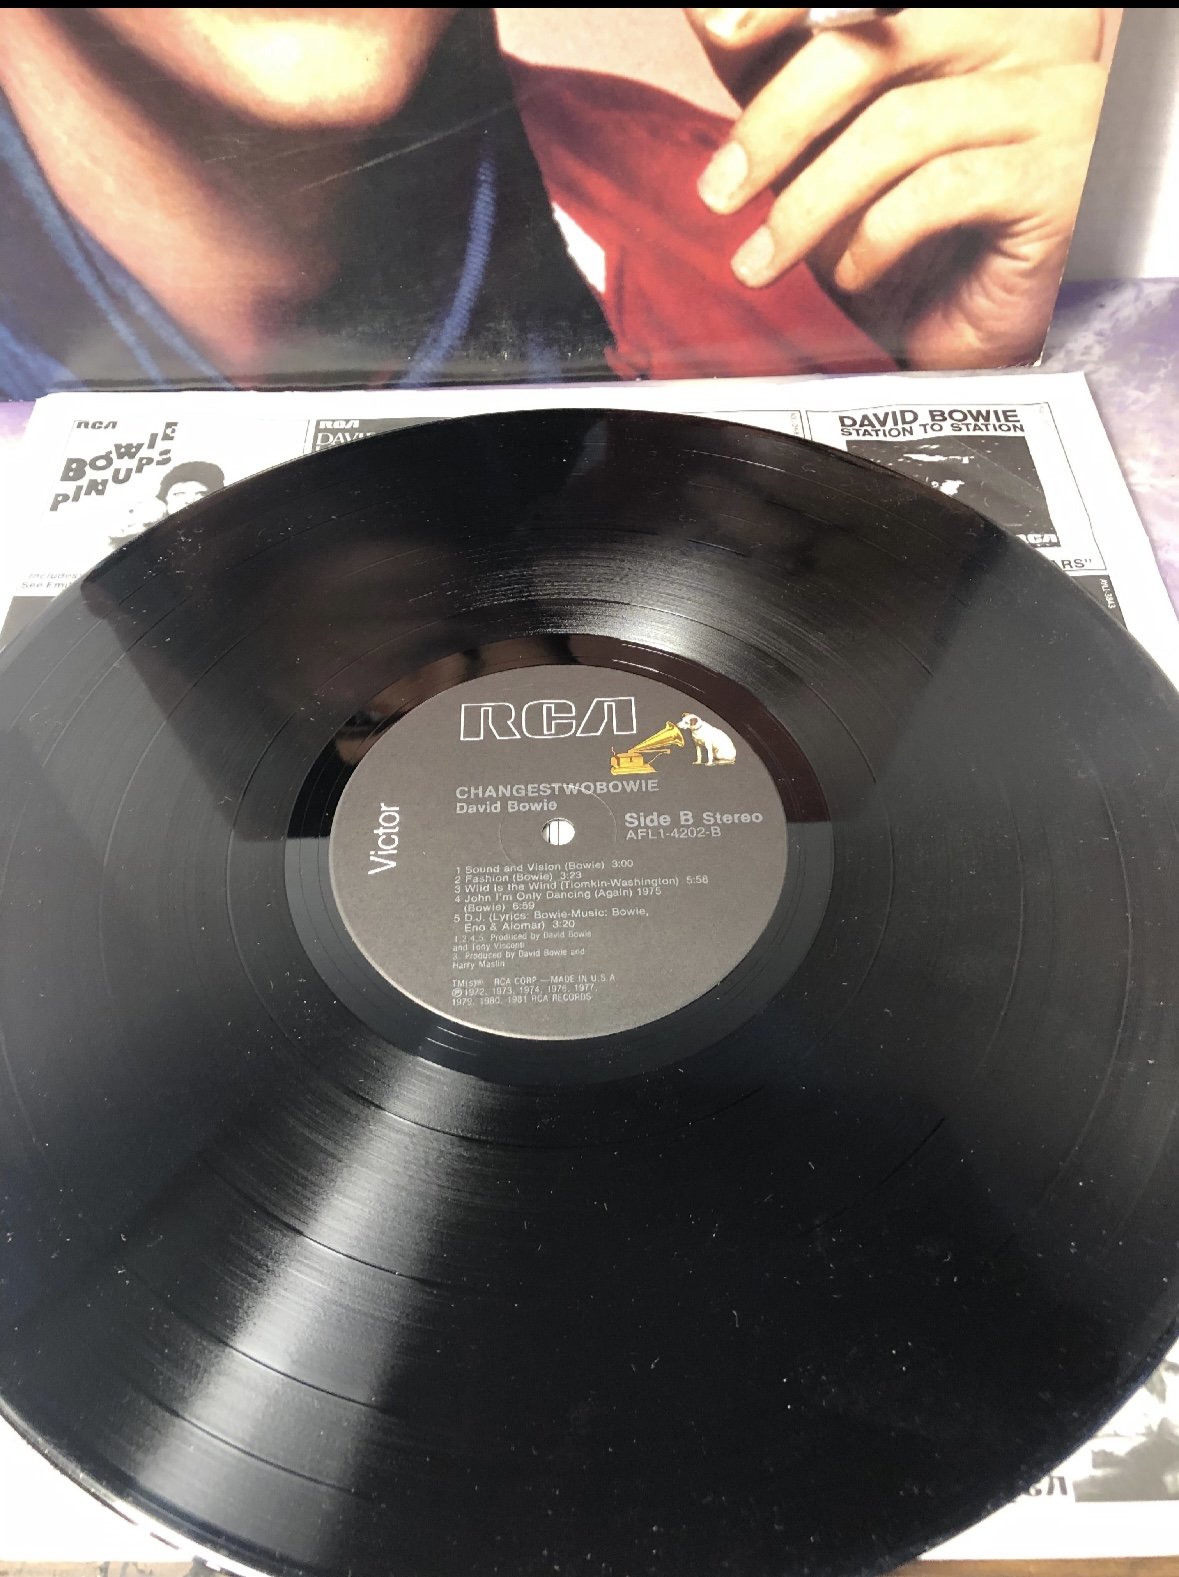 RCA
BOWIE
PINUPS
RCA
DAVI
DAVID BOWIE
STATION TO STATION
RCA
ARS"
Includes
RCA
Victor
CHANGESTWOBOWIE
David Bowie
Side B Stereo
AFL1-4202-B
1 Sound and Vision (Bowie) 3:00
2 Fashion (Bowie) 3:23
3 Wild Is the Wind (Tiomkin-Washington) 5:58
4 John I'm Only Dancing (Again) 1975
(Bowie) 6:59
5 D.J. (Lyrics: Bowie-Music: Bowie,
Eno & Alomar) 3:20
1,2,4,5. Produced by David Bowie
and Tony Visconti
3. Produced by David Bowie and
Harry Maslin
TM(s)® RCA CORP.—MADE IN U.S.A
℗1972, 1973, 1974, 1976, 1977,
1979, 1980, 1981 RCA RECORDS